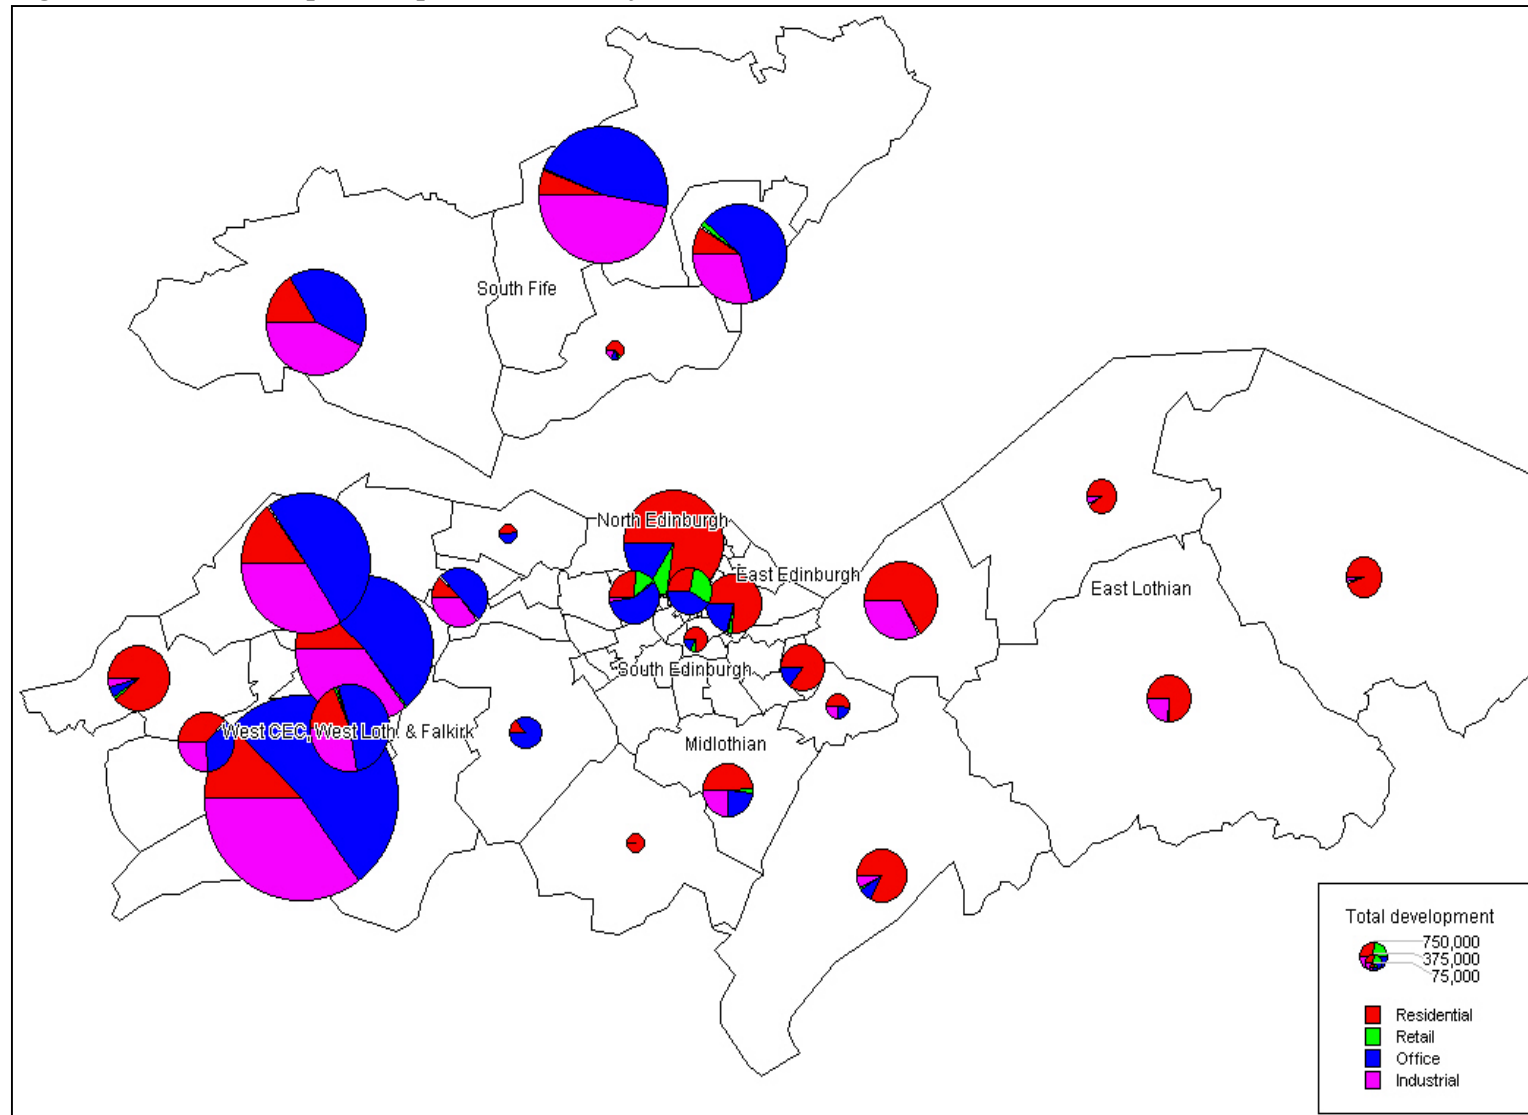 South Fife
North Edinburgh
East Edinburgh
East Lothian
South Edinburgh
West CEC, West Loth. & Falkirk
Midlothian
Total development
750,000
375,000
75,000
Residential
Retail
Office
Industrial